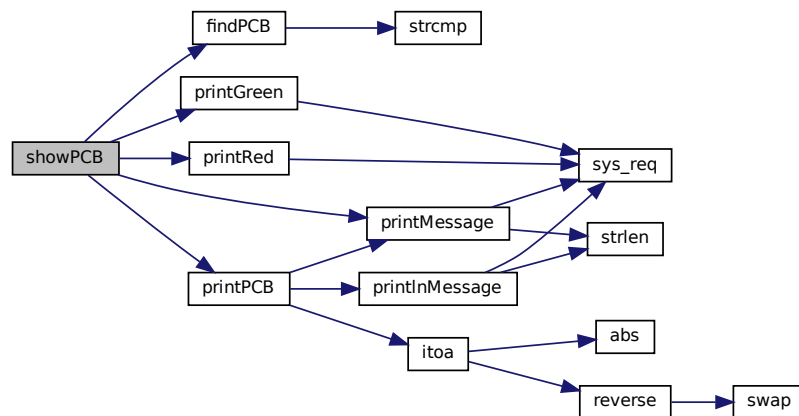 findPCB
strcmp
printGreen
showPCB
printRed
sys_req
printMessage
strlen
printPCB
printlnMessage
abs
itoa
reverse
swap